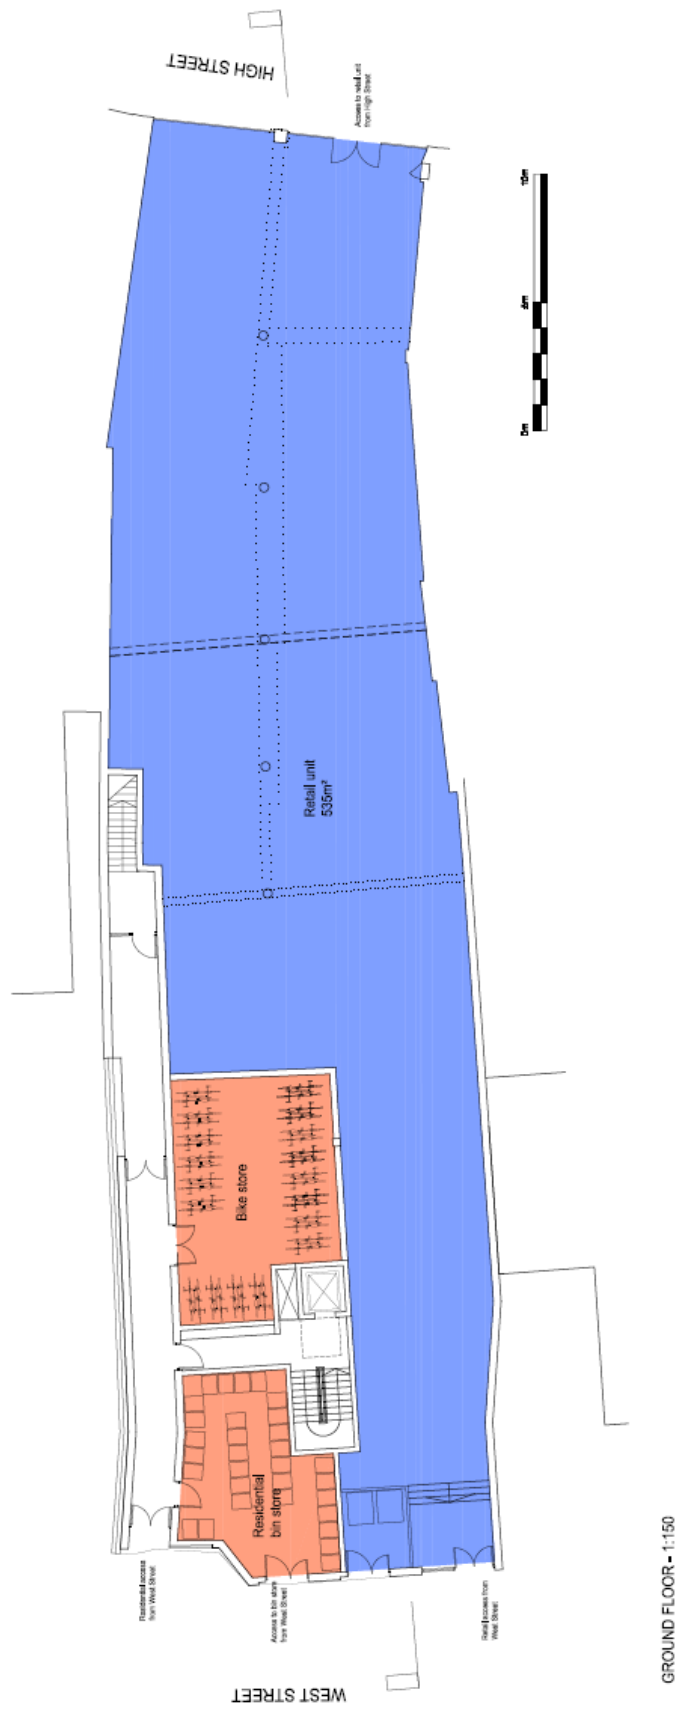 HIGH STREET
Access to retail unit
from High Street
10m
5m
0m
Retail unit
535m²
Bike store
Residential
bin store
Residential access
from West Street
Access to bin store
from West Street
Retail access from
West Street
WEST STREET
GROUND FLOOR - 1:150